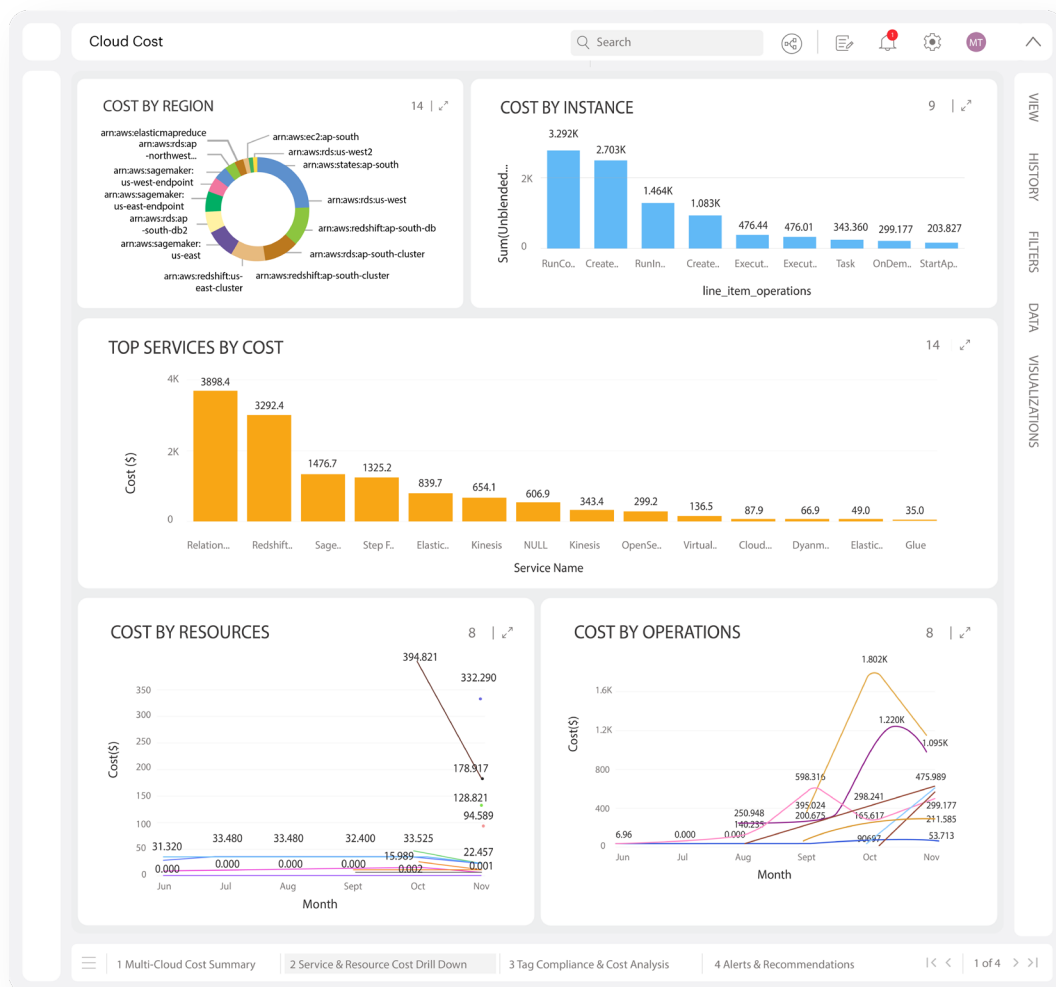 Cloud Cost
Search
1
MT
VIEW
HISTORY
FILTERS
DATA
VISUALIZATIONS
COST BY REGION
14
arn:aws:elasticmapreduce
arn:aws:rds:ap
-northwest...
arn:aws:sagemaker:
us-west-endpoint
arn:aws:sagemaker:
us-east-endpoint
arn:aws:rds:ap
-south-db2
arn:aws:sagemaker:
us-east
arn:aws:redshift:us-
east-cluster
arn:aws:ec2:ap-south
arn:aws:rds:us-west2
arn:aws:states:ap-south
arn:aws:rds:us-west
arn:aws:redshift:ap-south-db
arn:aws:rds:ap-south-cluster
arn:aws:redshift:ap-south-cluster
COST BY INSTANCE
9
Sum(Unblended...
2K
0
3.292K
2.703K
1.464K
1.083K
476.44
476.01
343.360
299.177
203.827
RunCo.. Create.. RunIn... Create.. Execut.. Execut.. Task OnDem.. StartAp..
line_item_operations
TOP SERVICES BY COST
14
Cost ($)
4K
2K
0
3898.4
3292.4
1476.7
1325.2
839.7
654.1
606.9
343.4
299.2
136.5
87.9
66.9
49.0
35.0
Relation... Redshift.. Sage.. Step F.. Elastic.. Kinesis NULL Kinesis OpenSe.. Virtual.. Cloud... Dyanm.. Elastic.. Glue
Service Name
COST BY RESOURCES
8
Cost($)
350
300
250
200
150
100
50
0
394.821
332.290
178.917
128.821
94.589
31.320
33.480
33.480
32.400
33.525
22.457
0.000
0.000
0.000
0.000
15.989
0.002
0.001
Jun Jul Aug Sept Oct Nov
Month
COST BY OPERATIONS
8
Cost($)
1.6K
1.2K
800
400
0
1.802K
1.220K
1.095K
598.316
475.989
395.024
298.241
299.177
250.948
200.675
165.617
211.585
140.235
6.96
0.000
0.000
90697
53.713
Jun Jul Aug Sept Oct Nov
Month
1 Multi-Cloud Cost Summary
2 Service & Resource Cost Drill Down
3 Tag Compliance & Cost Analysis
4 Alerts & Recommendations
1 of 4